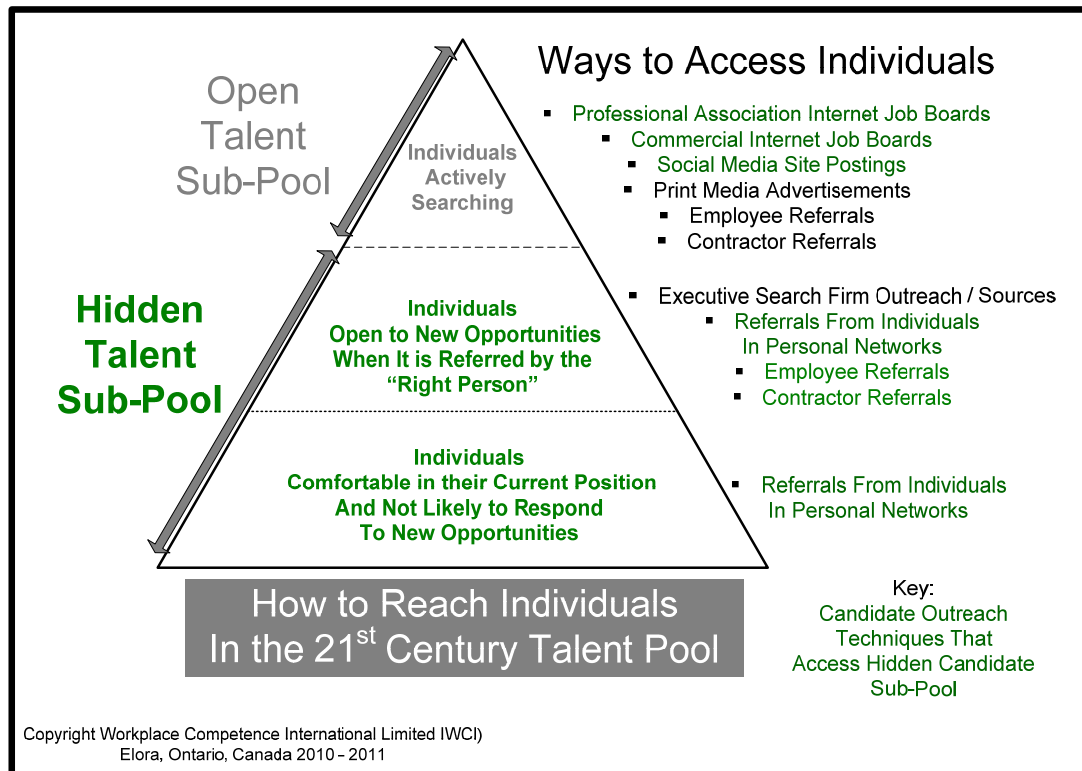 Ways to Access Individuals
Open
Talent
Sub-Pool
Individuals
Actively
Searching
▪ Professional Association Internet Job Boards
▪ Commercial Internet Job Boards
▪ Social Media Site Postings
▪ Print Media Advertisements
▪ Employee Referrals
▪ Contractor Referrals
Hidden
Talent
Sub-Pool
Individuals
Open to New Opportunities
When It is Referred by the
“Right Person”
▪ Executive Search Firm Outreach / Sources
▪ Referrals From Individuals
In Personal Networks
▪ Employee Referrals
▪ Contractor Referrals
Individuals
Comfortable in their Current Position
And Not Likely to Respond
To New Opportunities
▪ Referrals From Individuals
In Personal Networks
How to Reach Individuals
In the 21st Century Talent Pool
Key:
Candidate Outreach
Techniques That
Access Hidden Candidate
Sub-Pool
Copyright Workplace Competence International Limited IWCI)
Elora, Ontario, Canada 2010 – 2011